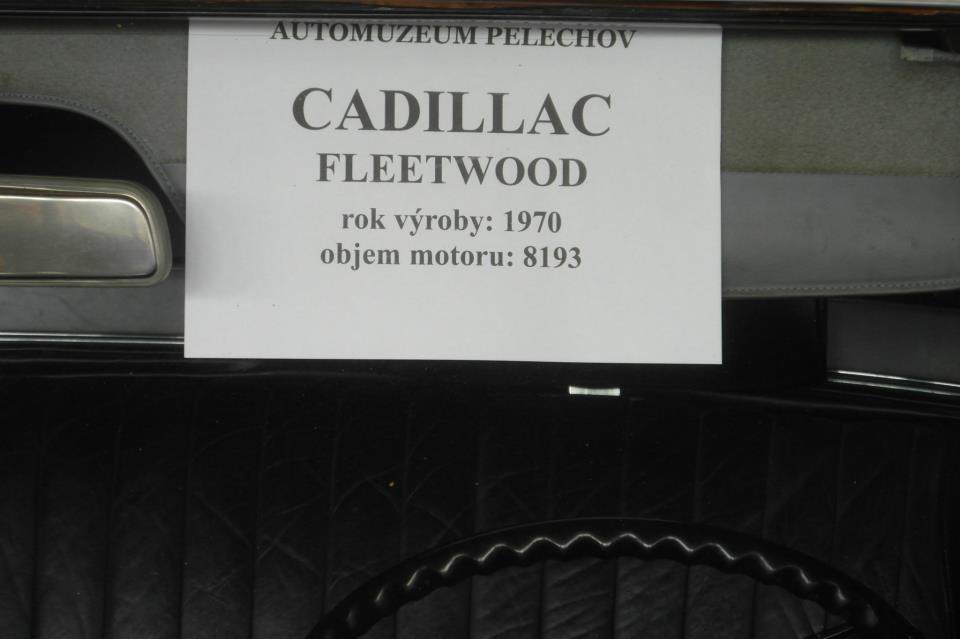 AUTOMUZEUM PELECHOV
CADILLAC
FLEETWOOD
rok výroby: 1970
objem motoru: 8193